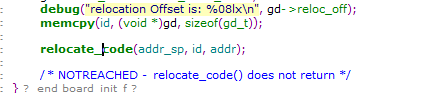 : debug("relocation Offset is: %08lx\n", gd->reloc_off);
: memcpy(id, (void *)gd, sizeof(gd_t));
:
: relocate_code(addr_sp, id, addr);
:
: /* NOTREACHED - relocate_code() does not return */
: } ? end board init f ?